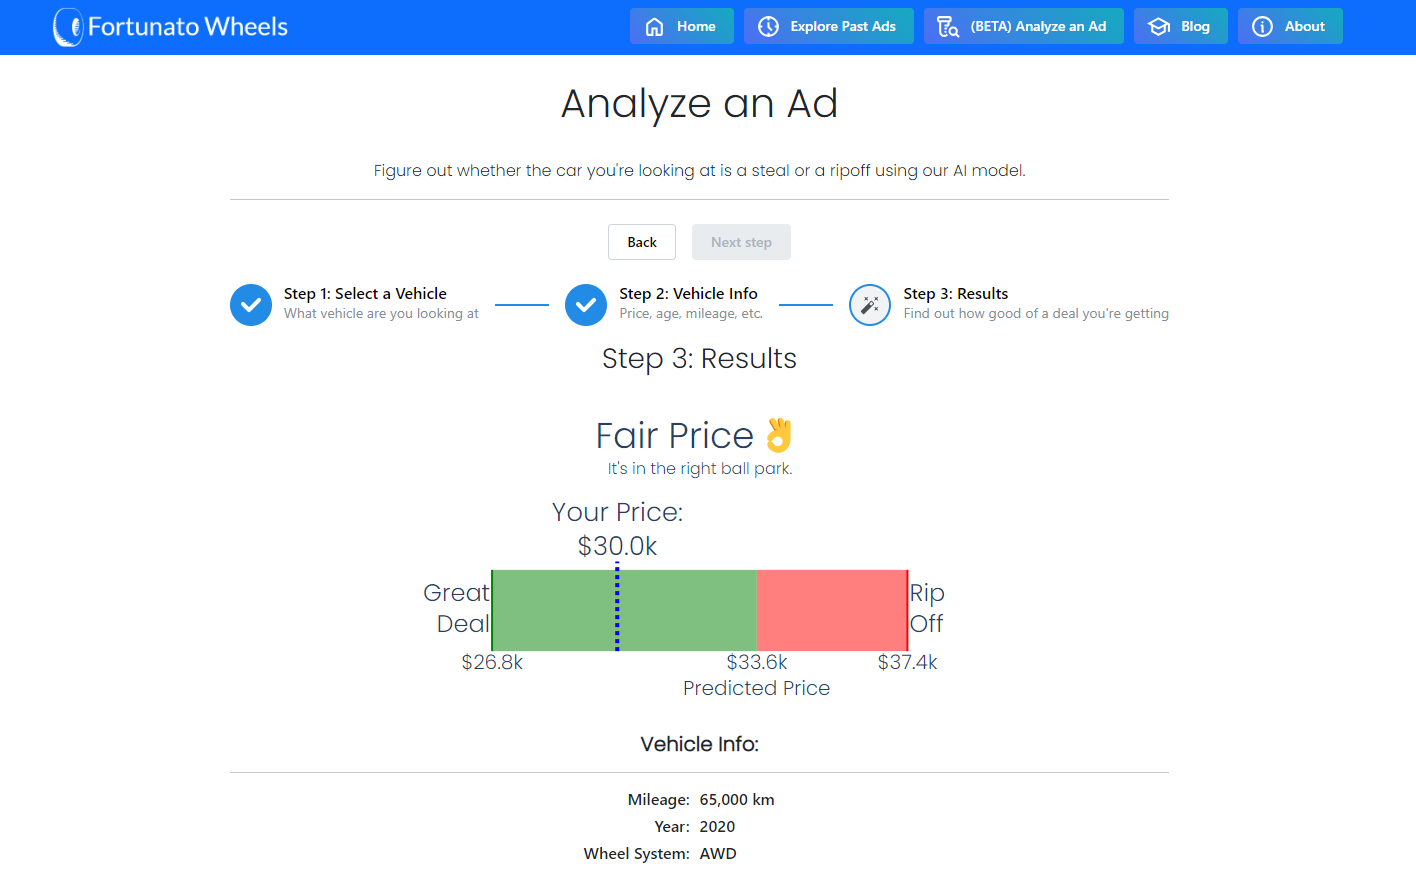 Fortunato Wheels
Home
Explore Past Ads
(BETA) Analyze an Ad
Blog
About
Analyze an Ad
Figure out whether the car you're looking at is a steal or a ripoff using our AI model.
Back
Next step
Step 1: Select a Vehicle
What vehicle are you looking at
Step 2: Vehicle Info
Price, age, mileage, etc.
Step 3: Results
Find out how good of a deal you're getting
Step 3: Results
Fair Price 👌
It's in the right ball park.
Your Price:
$30.0k
Great
Deal
Rip
Off
$26.8k
$33.6k
$37.4k
Predicted Price
Vehicle Info:
Mileage: 65,000 km
Year: 2020
Wheel System: AWD